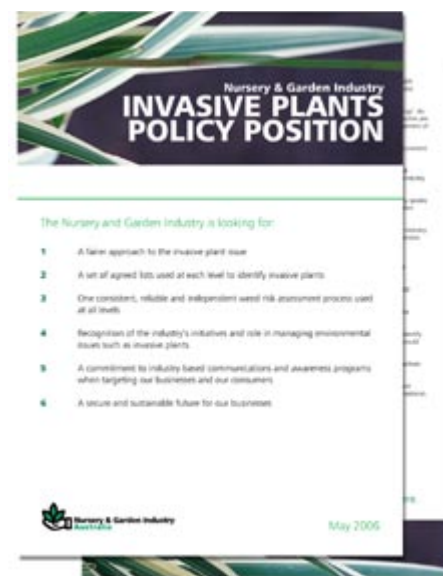 Nursery & Garden Industry
INVASIVE PLANTS
POLICY POSITION
The Nursery and Garden Industry is looking for:
1 A fairer approach to the invasive plant issue
2 A set of agreed lists used at each level to identify invasive plants
3 One consistent, reliable and independent weed risk assessment process used
at all levels
4 Recognition of the industry's initiatives and role in managing environmental
issues such as invasive plants
5 A commitment to industry based communications and awareness programs
when targeting our businesses and our consumers
6 A secure and sustainable future for our businesses
Nursery & Garden Industry
Australia
May 2006